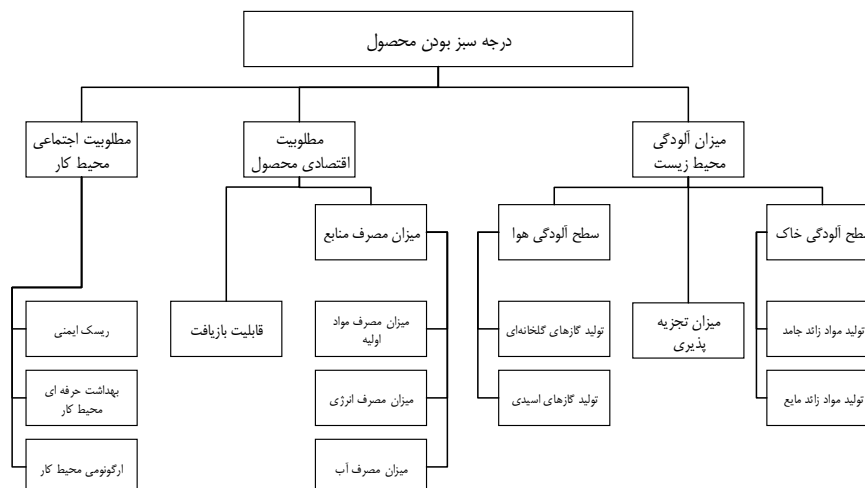 درجه سبز بودن محصول
میزان آلودگی
محیط زیست
مطلوبیت
اقتصادی محصول
مطلوبیت اجتماعی
محیط کار
سطح آلودگی خاک
سطح آلودگی هوا
میزان مصرف منابع
تولید مواد زائد جامد
میزان تجزیه
پذیری
تولید گازهای گلخانه‌ای
میزان مصرف مواد
اولیه
قابلیت بازیافت
ریسک ایمنی
تولید مواد زائد مایع
تولید گازهای اسیدی
میزان مصرف انرژی
بهداشت حرفه ای
محیط کار
میزان مصرف آب
ارگونومی محیط کار